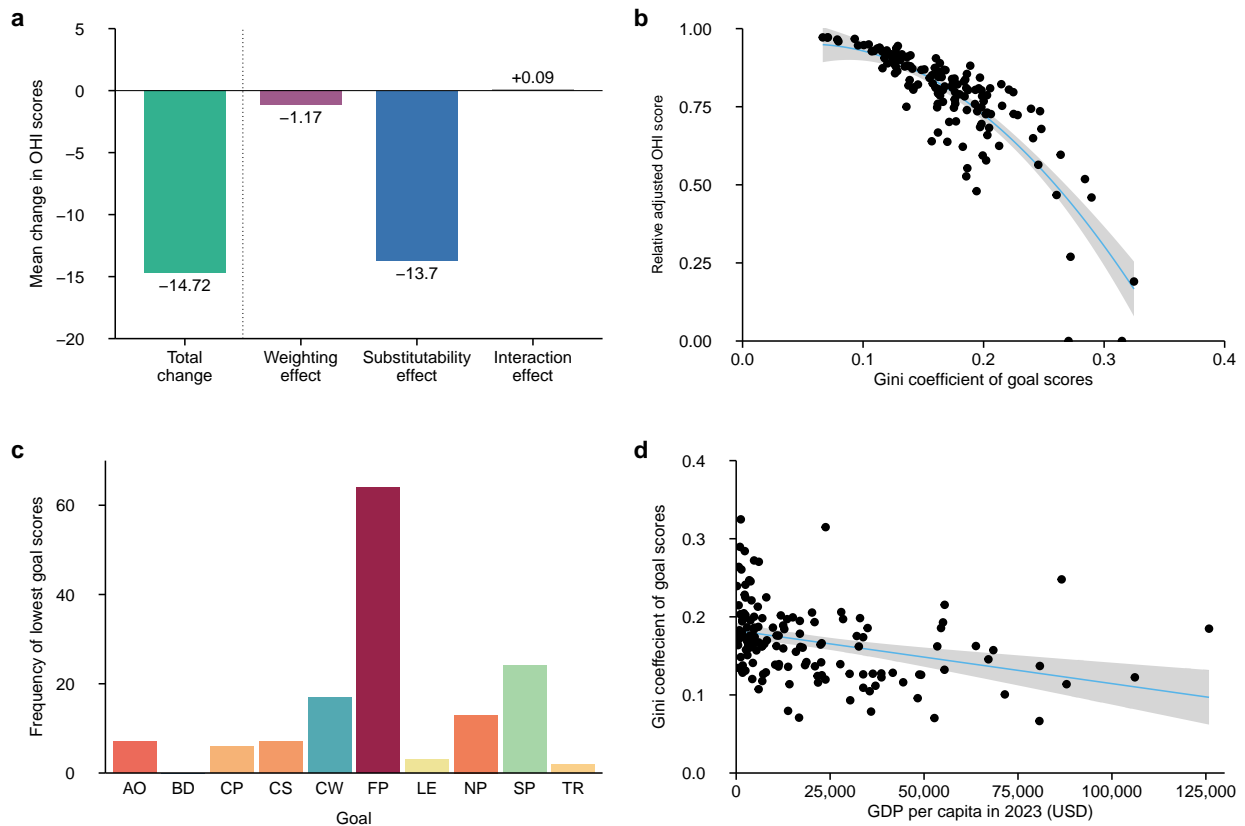 a
Mean change in OHI scores
5
0
−5
−10
−15
−20
−14.72
−1.17
−13.7
+0.09
Total
change
Weighting
effect
Substitutability
effect
Interaction
effect
b
Relative adjusted OHI score
1.00
0.75
0.50
0.25
0.00
0.0
0.1
0.2
0.3
0.4
Gini coefficient of goal scores
c
Frequency of lowest goal scores
60
40
20
0
AO
BD
CP
CS
CW
FP
LE
NP
SP
TR
Goal
d
Gini coeffecient of goal scores
0.4
0.3
0.2
0.1
0.0
0
25,000
50,000
75,000
100,000
125,000
GDP per capita in 2023 (USD)